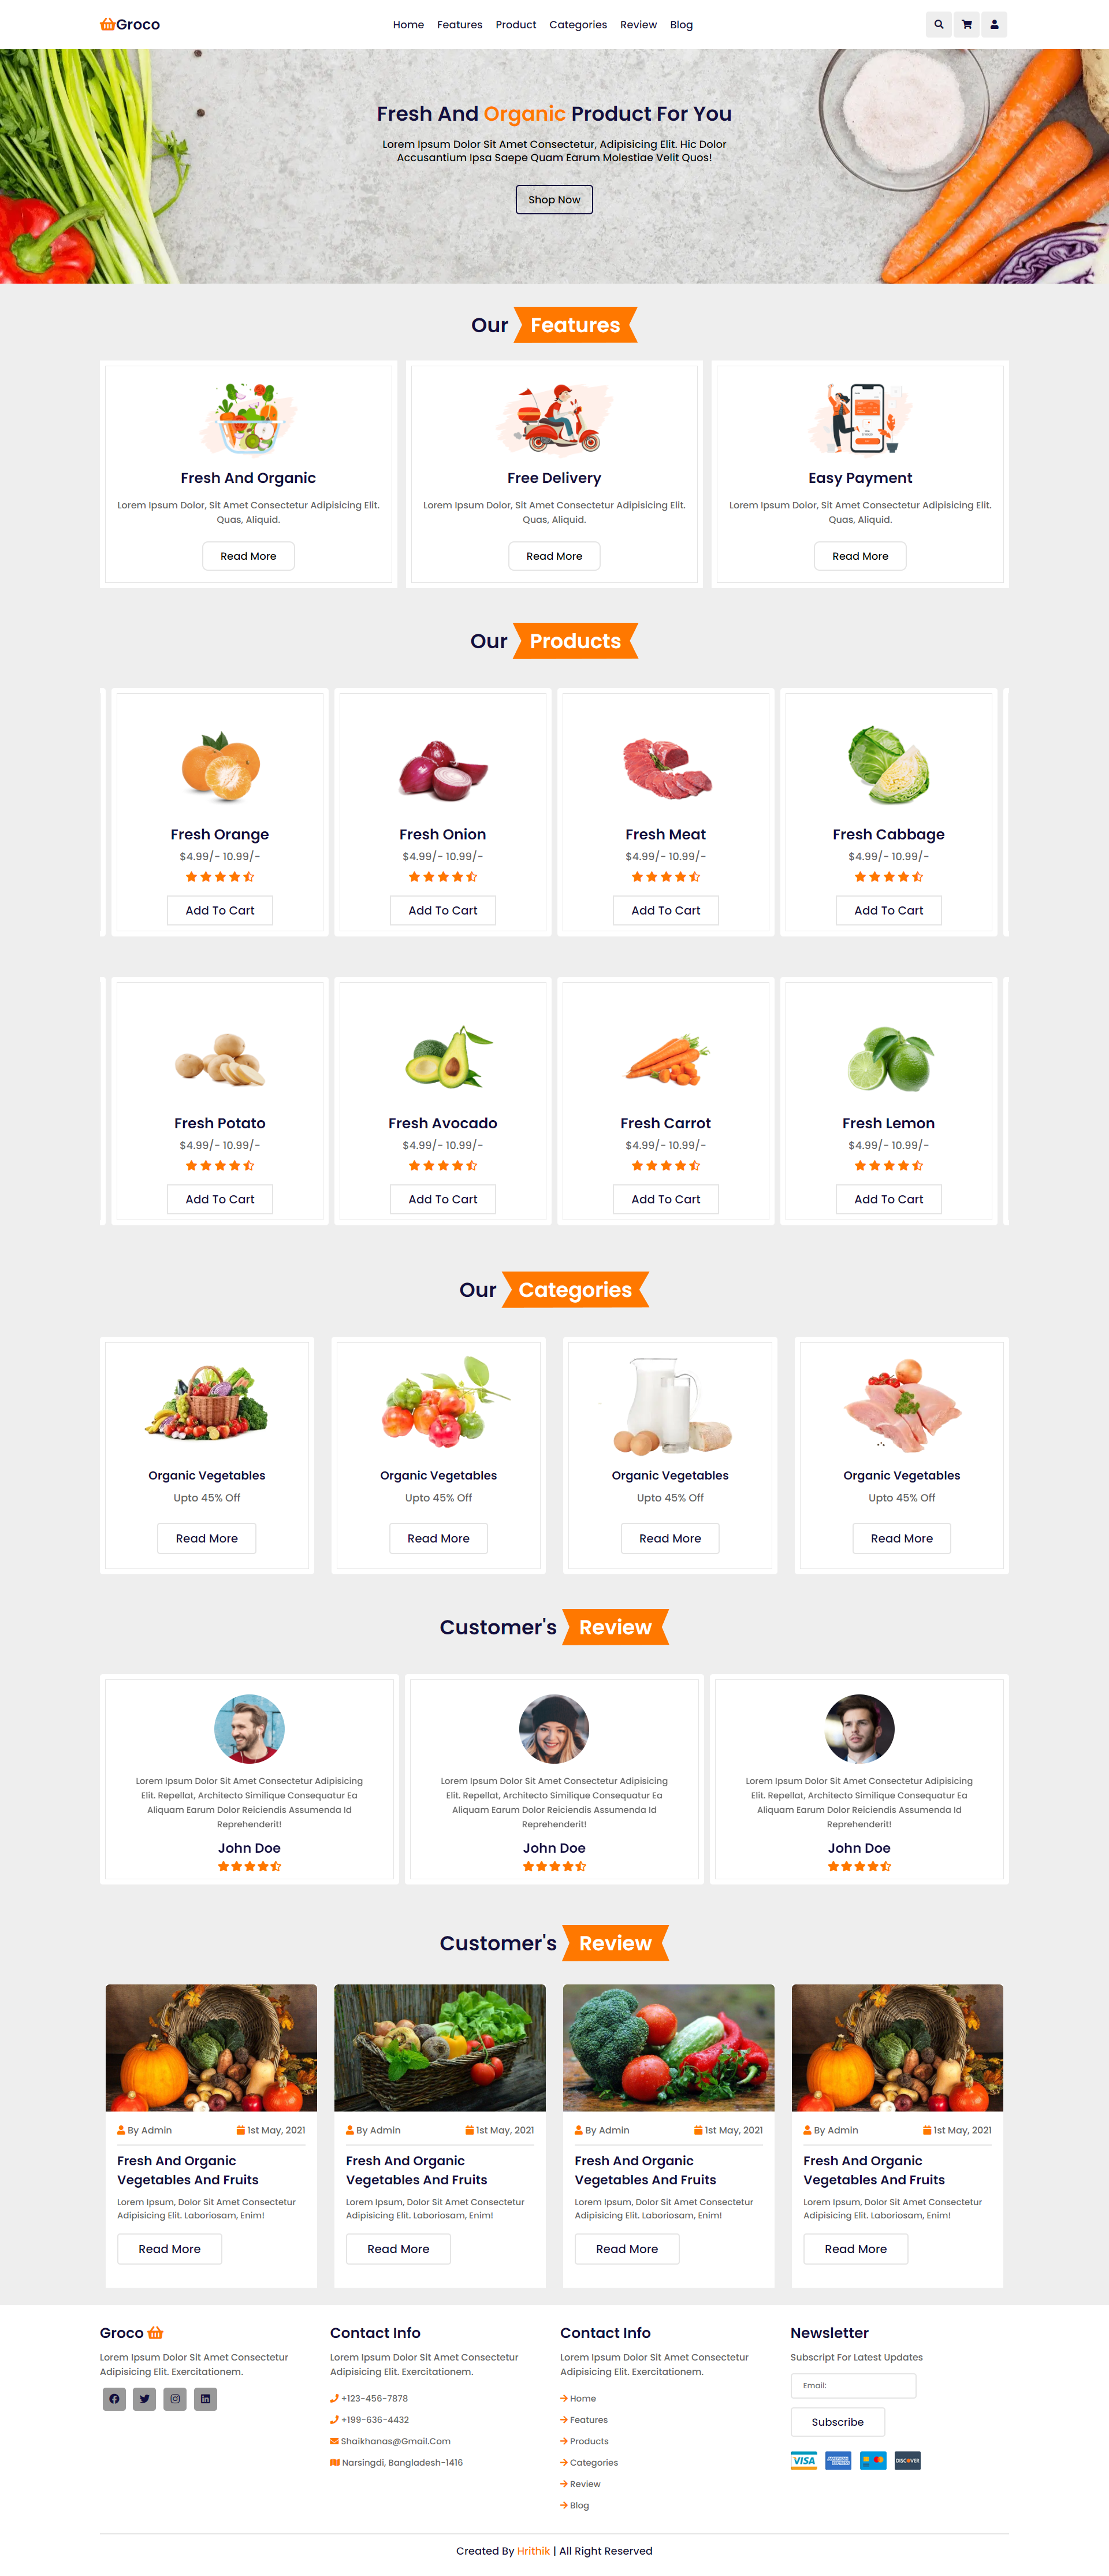 Groco
Home Features Product Categories Review Blog
Fresh And Organic Product For You
Lorem Ipsum Dolor Sit Amet Consectetur, Adipisicing Elit. Hic Dolor
Accusantium Ipsa Saepe Quam Earum Molestiae Velit Quos!
Shop Now
Our Features
Fresh And Organic
Lorem Ipsum Dolor, Sit Amet Consectetur Adipisicing Elit.
Quas, Aliquid.
Read More
Free Delivery
Lorem Ipsum Dolor, Sit Amet Consectetur Adipisicing Elit.
Quas, Aliquid.
Read More
Easy Payment
Lorem Ipsum Dolor, Sit Amet Consectetur Adipisicing Elit.
Quas, Aliquid.
Read More
Our Products
Fresh Orange
$4.99/- 10.99/-
Add To Cart
Fresh Onion
$4.99/- 10.99/-
Add To Cart
Fresh Meat
$4.99/- 10.99/-
Add To Cart
Fresh Cabbage
$4.99/- 10.99/-
Add To Cart
Fresh Potato
$4.99/- 10.99/-
Add To Cart
Fresh Avocado
$4.99/- 10.99/-
Add To Cart
Fresh Carrot
$4.99/- 10.99/-
Add To Cart
Fresh Lemon
$4.99/- 10.99/-
Add To Cart
Our Categories
Organic Vegetables
Upto 45% Off
Read More
Organic Vegetables
Upto 45% Off
Read More
Organic Vegetables
Upto 45% Off
Read More
Organic Vegetables
Upto 45% Off
Read More
Customer's Review
Lorem Ipsum Dolor Sit Amet Consectetur Adipisicing
Elit. Repellat, Architecto Similique Consequatur Ea
Aliquam Earum Dolor Reiciendis Assumenda Id
Reprehenderit!
John Doe
Lorem Ipsum Dolor Sit Amet Consectetur Adipisicing
Elit. Repellat, Architecto Similique Consequatur Ea
Aliquam Earum Dolor Reiciendis Assumenda Id
Reprehenderit!
John Doe
Lorem Ipsum Dolor Sit Amet Consectetur Adipisicing
Elit. Repellat, Architecto Similique Consequatur Ea
Aliquam Earum Dolor Reiciendis Assumenda Id
Reprehenderit!
John Doe
Customer's Review
By Admin 1st May, 2021
Fresh And Organic
Vegetables And Fruits
Lorem Ipsum, Dolor Sit Amet Consectetur
Adipisicing Elit. Laboriosam, Enim!
Read More
By Admin 1st May, 2021
Fresh And Organic
Vegetables And Fruits
Lorem Ipsum, Dolor Sit Amet Consectetur
Adipisicing Elit. Laboriosam, Enim!
Read More
By Admin 1st May, 2021
Fresh And Organic
Vegetables And Fruits
Lorem Ipsum, Dolor Sit Amet Consectetur
Adipisicing Elit. Laboriosam, Enim!
Read More
By Admin 1st May, 2021
Fresh And Organic
Vegetables And Fruits
Lorem Ipsum, Dolor Sit Amet Consectetur
Adipisicing Elit. Laboriosam, Enim!
Read More
Groco
Lorem Ipsum Dolor Sit Amet Consectetur
Adipisicing Elit. Exercitationem.
Contact Info
Lorem Ipsum Dolor Sit Amet Consectetur
Adipisicing Elit. Exercitationem.
+123-456-7878
+199-636-4432
Shaikhanas@Gmail.Com
Narsingdi, Bangladesh-1416
Contact Info
Lorem Ipsum Dolor Sit Amet Consectetur
Adipisicing Elit. Exercitationem.
Home
Features
Products
Categories
Review
Blog
Newsletter
Subscript For Latest Updates
Email:
Subscribe
VISA
DISCOVER
Created By Hrithik | All Right Reserved